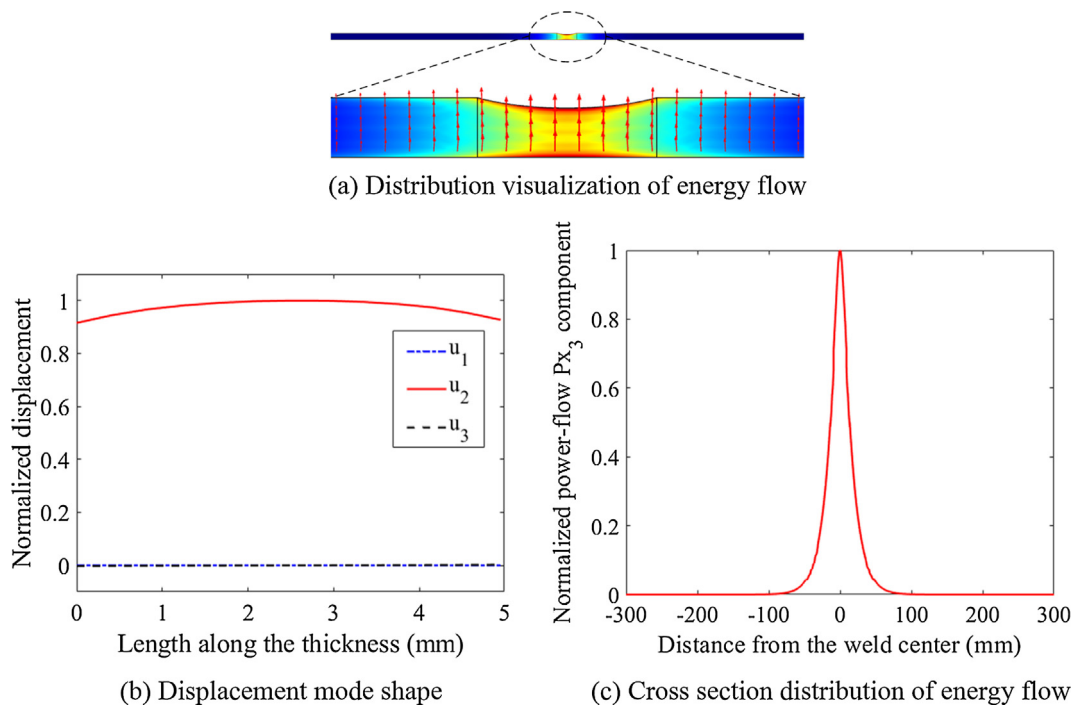 (a) Distribution visualization of energy flow
Normalized displacement
1
0.8
0.6
0.4
0.2
0
u₁
u₂
u₃
0 1 2 3 4 5
Length along the thickness (mm)
(b) Displacement mode shape
Normalized power-flow Px₃ component
1
0.8
0.6
0.4
0.2
0
-300 -200 -100 0 100 200 300
Distance from the weld center (mm)
(c) Cross section distribution of energy flow